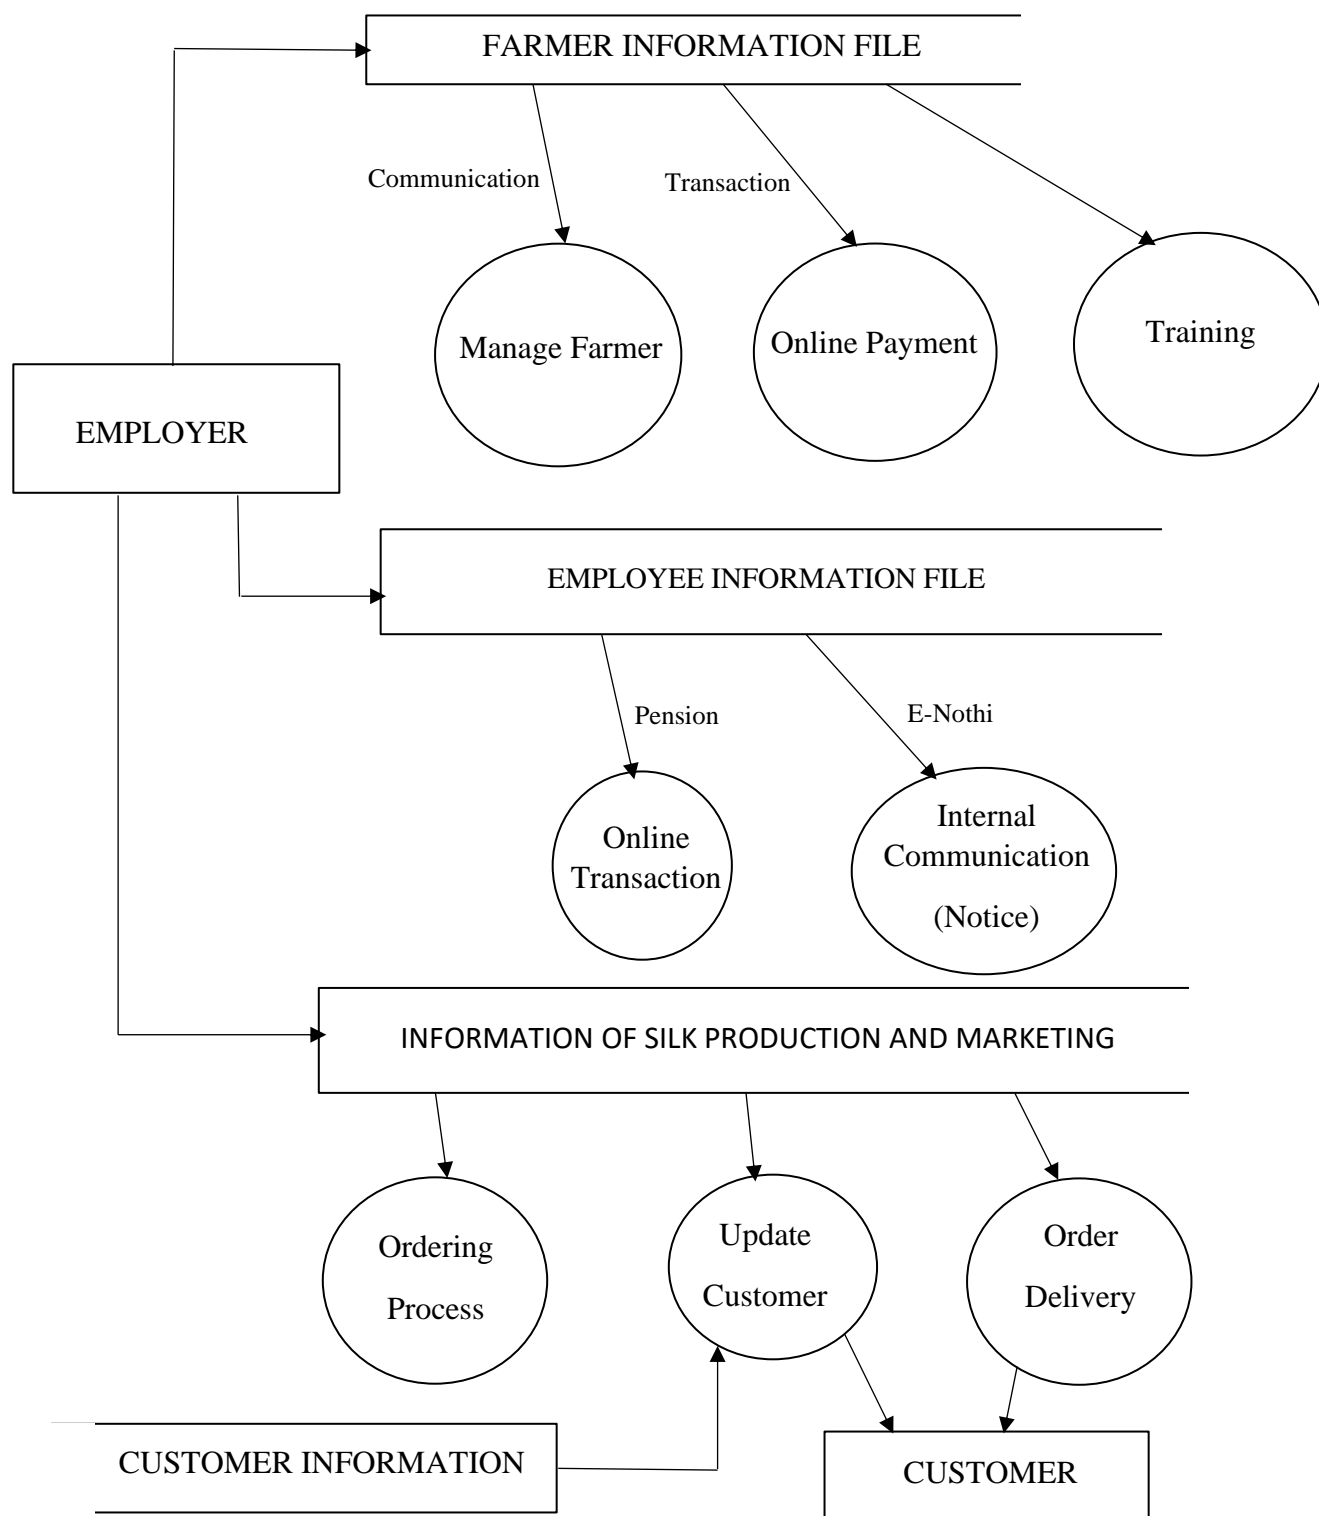 FARMER INFORMATION FILE
Communication
Transaction
Manage Farmer
Online Payment
Training
EMPLOYER
EMPLOYEE INFORMATION FILE
Pension
E-Nothi
Online
Transaction
Internal
Communication
(Notice)
INFORMATION OF SILK PRODUCTION AND MARKETING
Ordering
Process
Update
Customer
Order
Delivery
CUSTOMER INFORMATION
CUSTOMER